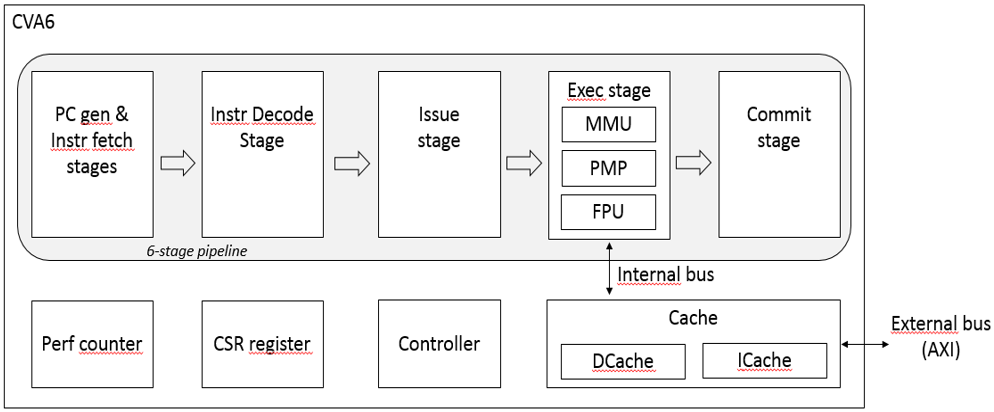 CVA6
PC gen &
Instr fetch
stages
Instr Decode
Stage
Issue
stage
Exec stage
MMU
PMP
FPU
Commit
stage
6-stage pipeline
Internal bus
Perf counter
CSR register
Controller
Cache
DCache
ICache
External bus
(AXI)